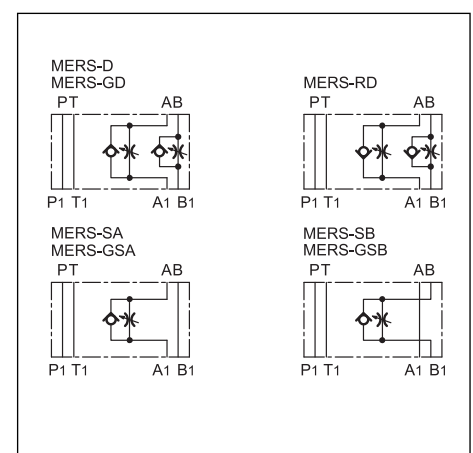 MERS-D
MERS-GD
PT AB
P1 T1 A1 B1
MERS-RD
PT AB
P1 T1 A1 B1
MERS-SA
MERS-GSA
PT AB
P1 T1 A1 B1
MERS-SB
MERS-GSB
PT AB
P1 T1 A1 B1